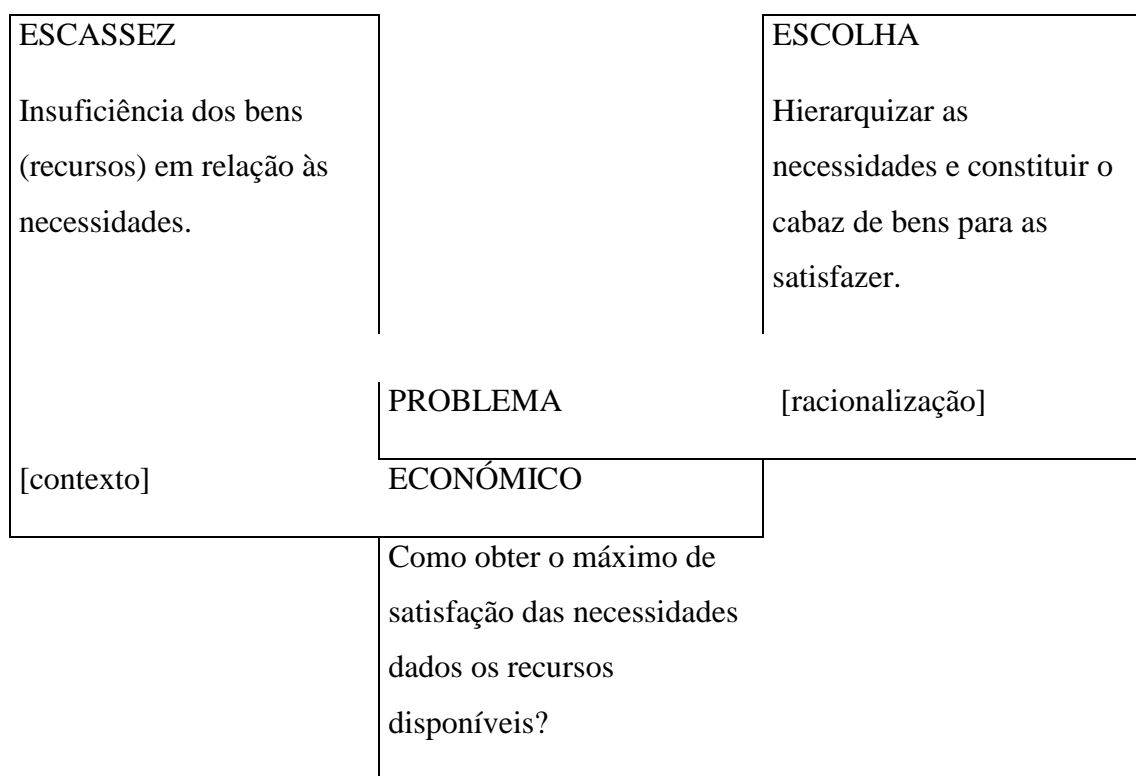 ESCASSEZ
Insuficiência dos bens
(recursos) em relação às
necessidades.
ESCOLHA
Hierarquizar as
necessidades e constituir o
cabaz de bens para as
satisfazer.
PROBLEMA
[racionalização]
[contexto]
ECONÓMICO
Como obter o máximo de
satisfação das necessidades
dados os recursos
disponíveis?